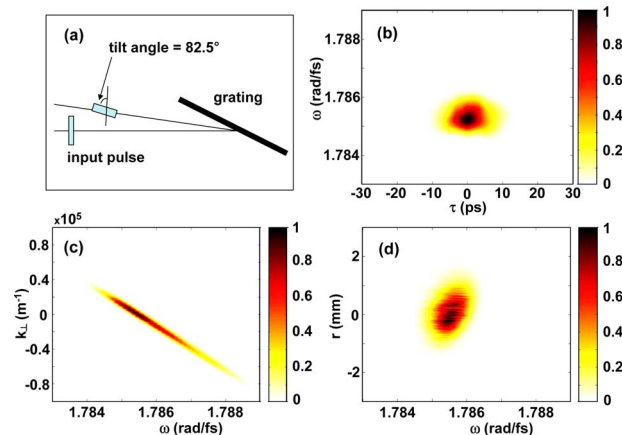 (a)
tilt angle = 82.5°
grating
input pulse
(b)
ω (rad/fs)
1.788
1.786
1.784
-30 -20 -10 0 10 20 30
τ (ps)
1
0.8
0.6
0.4
0.2
0
×10⁵
(c)
k⊥ (m⁻¹)
0.8
0.4
0
-0.4
-0.8
1.784 1.786 1.788
ω (rad/fs)
1
0.8
0.6
0.4
0.2
0
(d)
r (mm)
2
0
-2
1.784 1.786 1.788
ω (rad/fs)
1
0.8
0.6
0.4
0.2
0